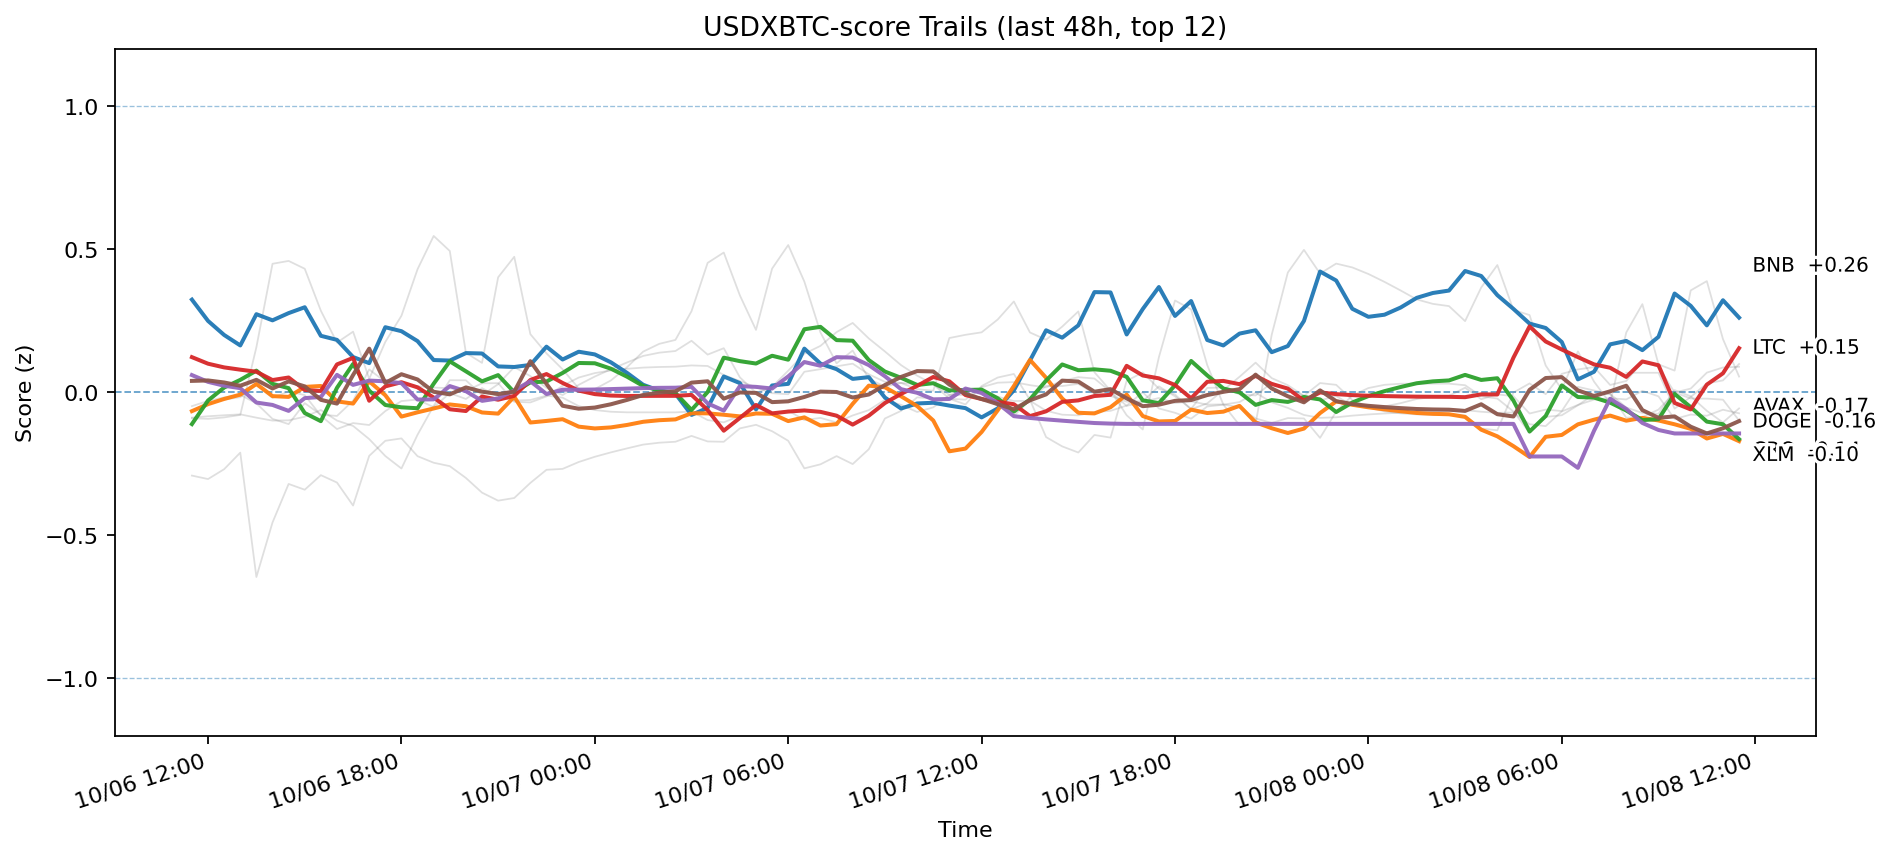 USDXBTC-score Trails (last 48h, top 12)
Score (z)
1.0
0.5
0.0
−0.5
−1.0
BNB +0.26
LTC +0.15
AVAX -0.17
DOGE -0.16
XLM -0.10
10/06 12:00
10/06 18:00
10/07 00:00
10/07 06:00
10/07 12:00
10/07 18:00
10/08 00:00
10/08 06:00
10/08 12:00
Time